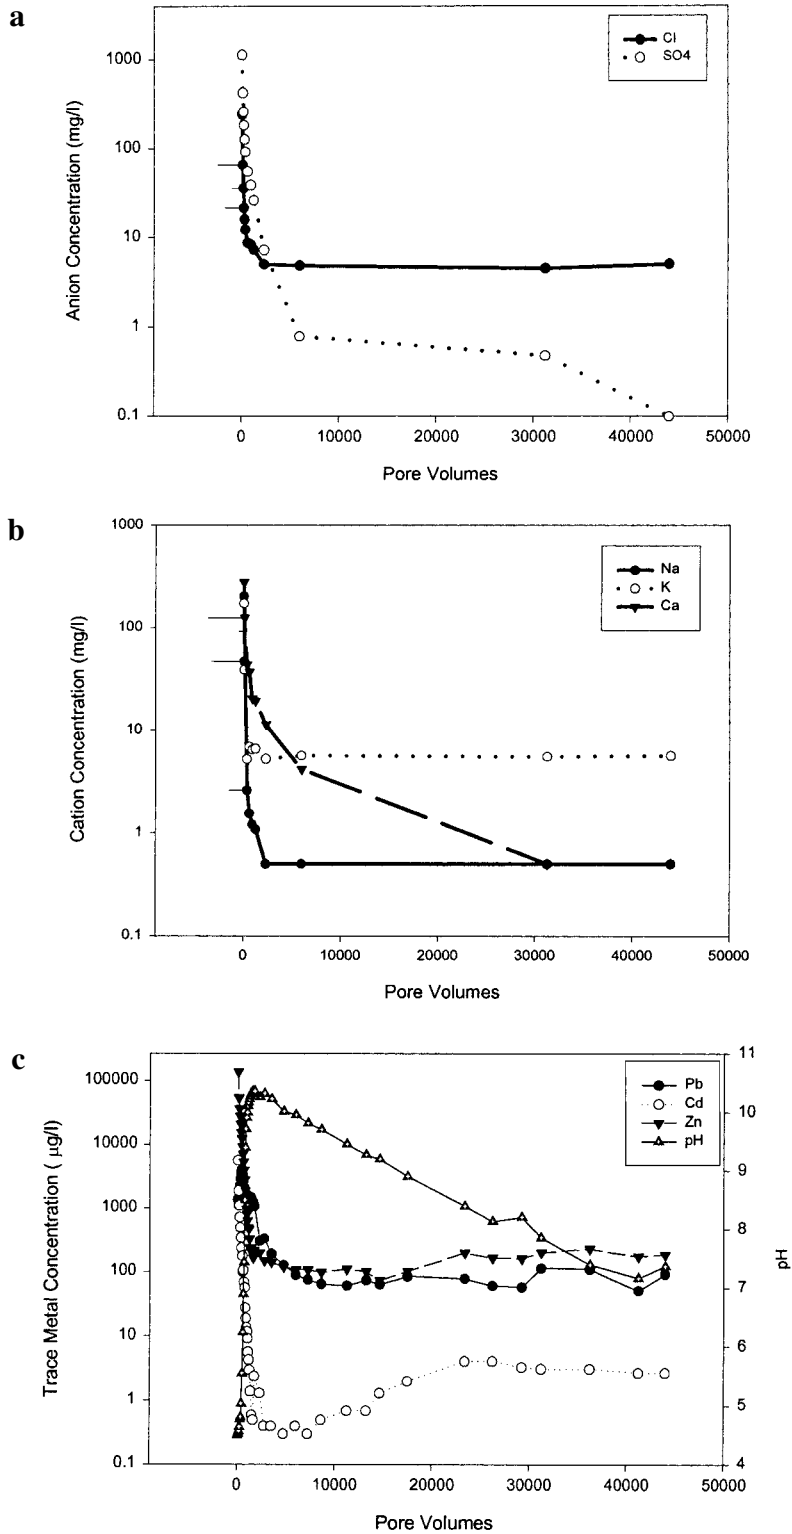 a
Cl
SO4
Anion Concentration (mg/l)
1000
100
10
1
0.1
0 10000 20000 30000 40000 50000
Pore Volumes
b
Na
K
Ca
Cation Concentration (mg/l)
1000
100
10
1
0.1
0 10000 20000 30000 40000 50000
Pore Volumes
c
Pb
Cd
Zn
pH
Trace Metal Concentration ( µg/l)
100000
10000
1000
100
10
1
0.1
11
10
9
8
7
6
5
4
pH
0 10000 20000 30000 40000 50000
Pore Volumes